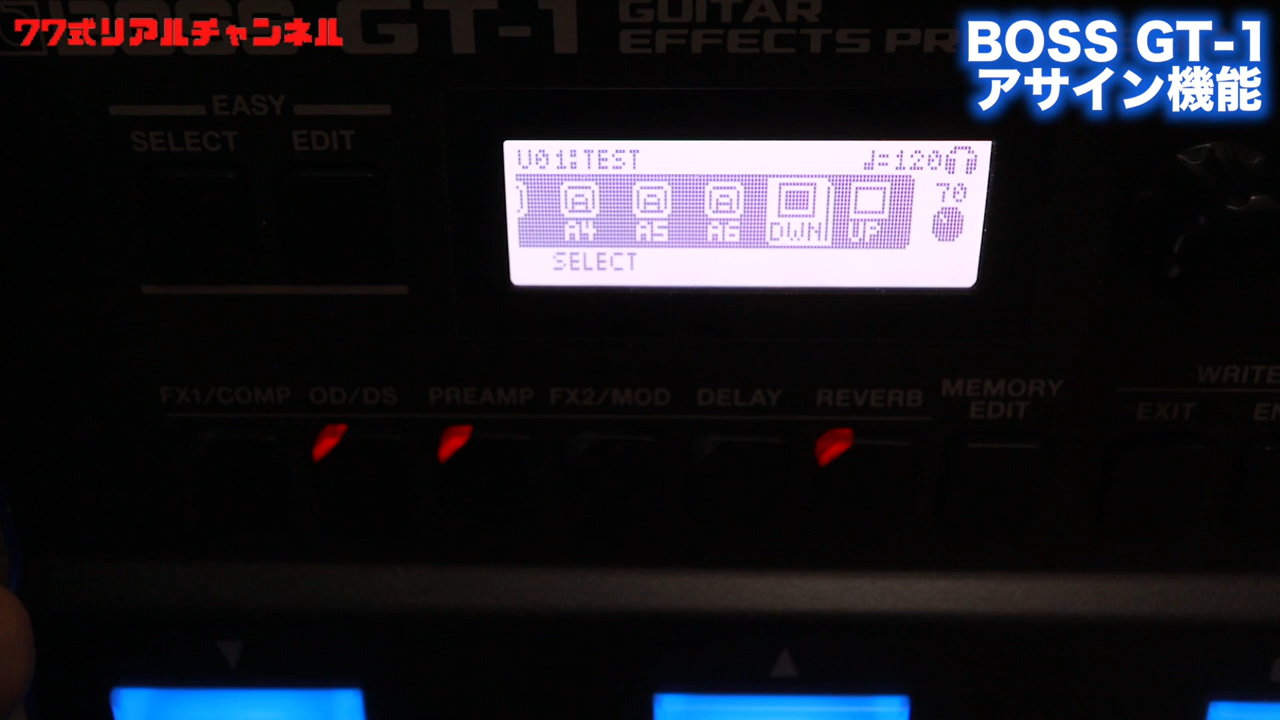 77式リアルチャンネル
BOSS GT-1
アサイン機能
BOSS GT-1
GUITAR
EFFECTS PR
EASY
SELECT EDIT
U01:TEST ♩=120
70
A4 A5 A6 DWN UP
SELECT
FX1/COMP OD/DS PREAMP FX2/MOD DELAY REVERB
MEMORY
EDIT
WRITE
EXIT